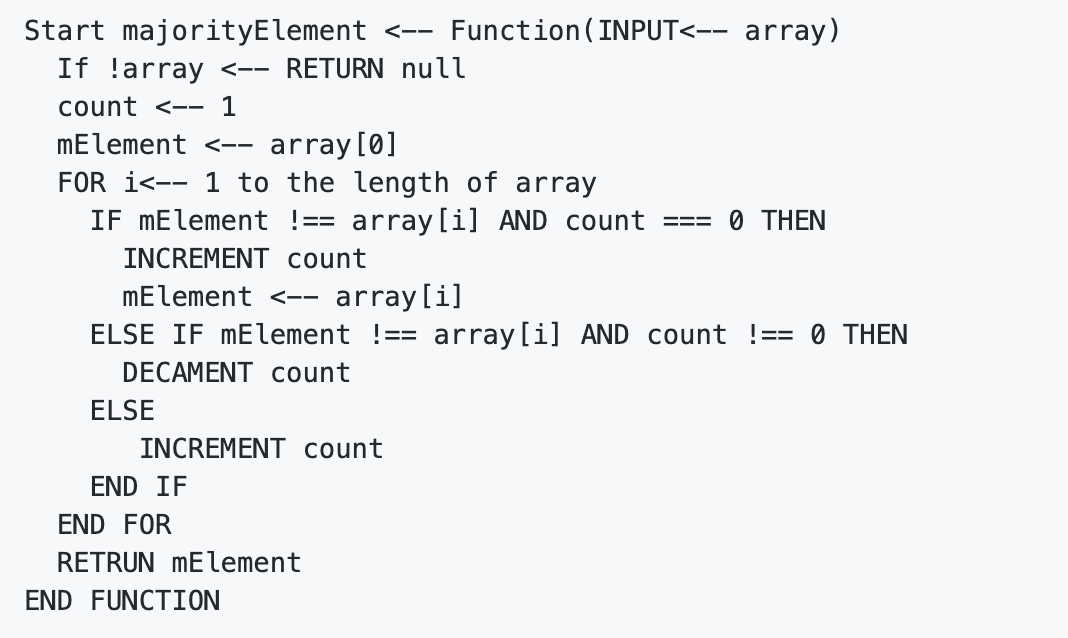 Start majorityElement <-- Function(INPUT<-- array)
  If !array <-- RETURN null
  count <-- 1
  mElement <-- array[0]
  FOR i<-- 1 to the length of array
    IF mElement !== array[i] AND count === 0 THEN
      INCREMENT count
      mElement <-- array[i]
    ELSE IF mElement !== array[i] AND count !== 0 THEN
      DECAMENT count
    ELSE
       INCREMENT count
    END IF
  END FOR
  RETRUN mElement
END FUNCTION